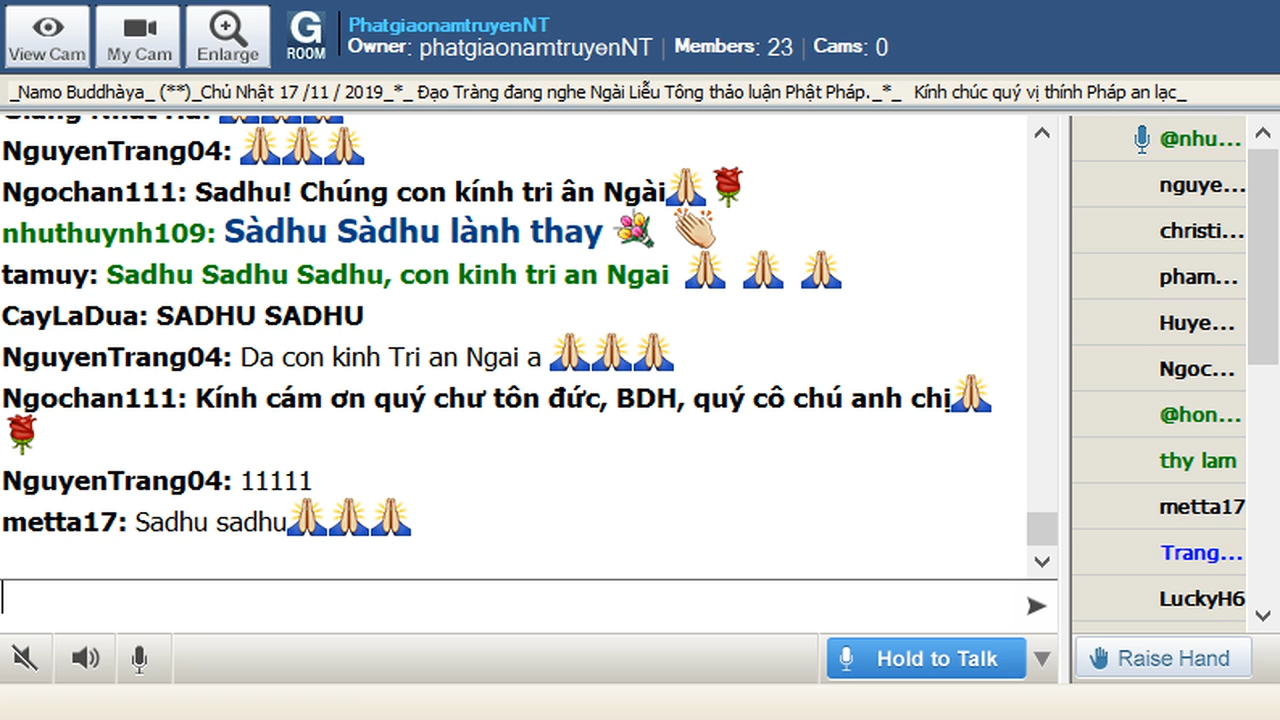 View Cam
My Cam
Enlarge
G
ROOM
PhatgiaonamtruyenNT
Owner: phatgiaonamtruyenNT | Members: 23 | Cams: 0
_Namo Buddhàya_ (**)_Chủ Nhật 17 /11 / 2019_*_ Đạo Tràng đang nghe Ngài Liễu Tông thảo luận Phật Pháp._*_ Kính chúc quý vị thính Pháp an lạc_
NguyenTrang04: 🙏🙏🙏
Ngochan111: Sadhu! Chúng con kính tri ân Ngài🙏🌹
nhuthuynh109: Sàdhu Sàdhu lành thay 💐 👏
tamuy: Sadhu Sadhu Sadhu, con kinh tri an Ngai 🙏 🙏 🙏
CayLaDua: SADHU SADHU
NguyenTrang04: Da con kinh Tri an Ngai a 🙏🙏🙏
Ngochan111: Kính cám ơn quý chư tôn đức, BDH, quý cô chú anh chị🙏
🌹
NguyenTrang04: 11111
metta17: Sadhu sadhu🙏🙏🙏
@nhu...
nguye...
christi...
pham...
Huye...
Ngoc...
@hon...
thy lam
metta17
Trang...
LuckyH6
Hold to Talk
Raise Hand